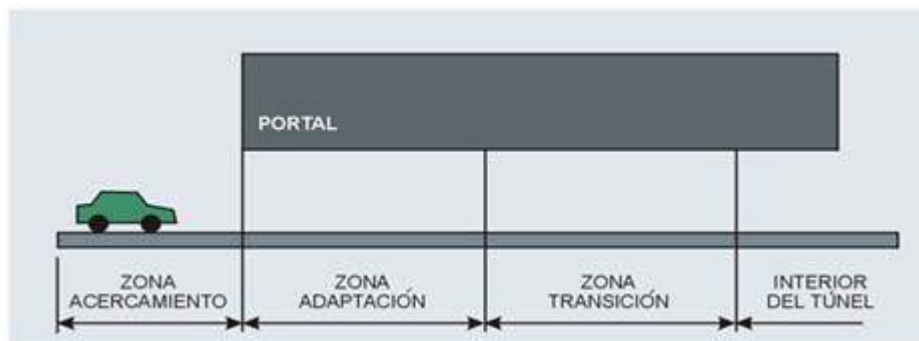 PORTAL
ZONA
ACERCAMIENTO
ZONA
ADAPTACIÓN
ZONA
TRANSICIÓN
INTERIOR
DEL TÚNEL